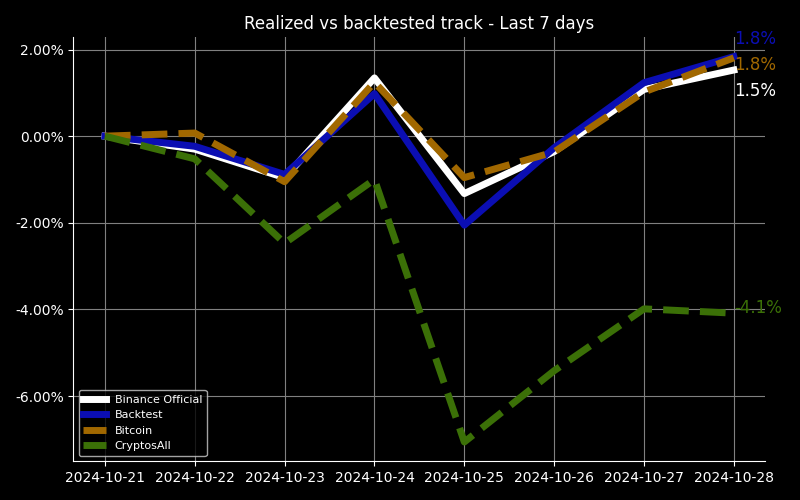 Realized vs backtested track - Last 7 days
2.00%
0.00%
-2.00%
-4.00%
-6.00%
1.8%
1.8%
1.5%
-4.1%
Binance Official
Backtest
Bitcoin
CryptosAll
2024-10-21 2024-10-22 2024-10-23 2024-10-24 2024-10-25 2024-10-26 2024-10-27 2024-10-28